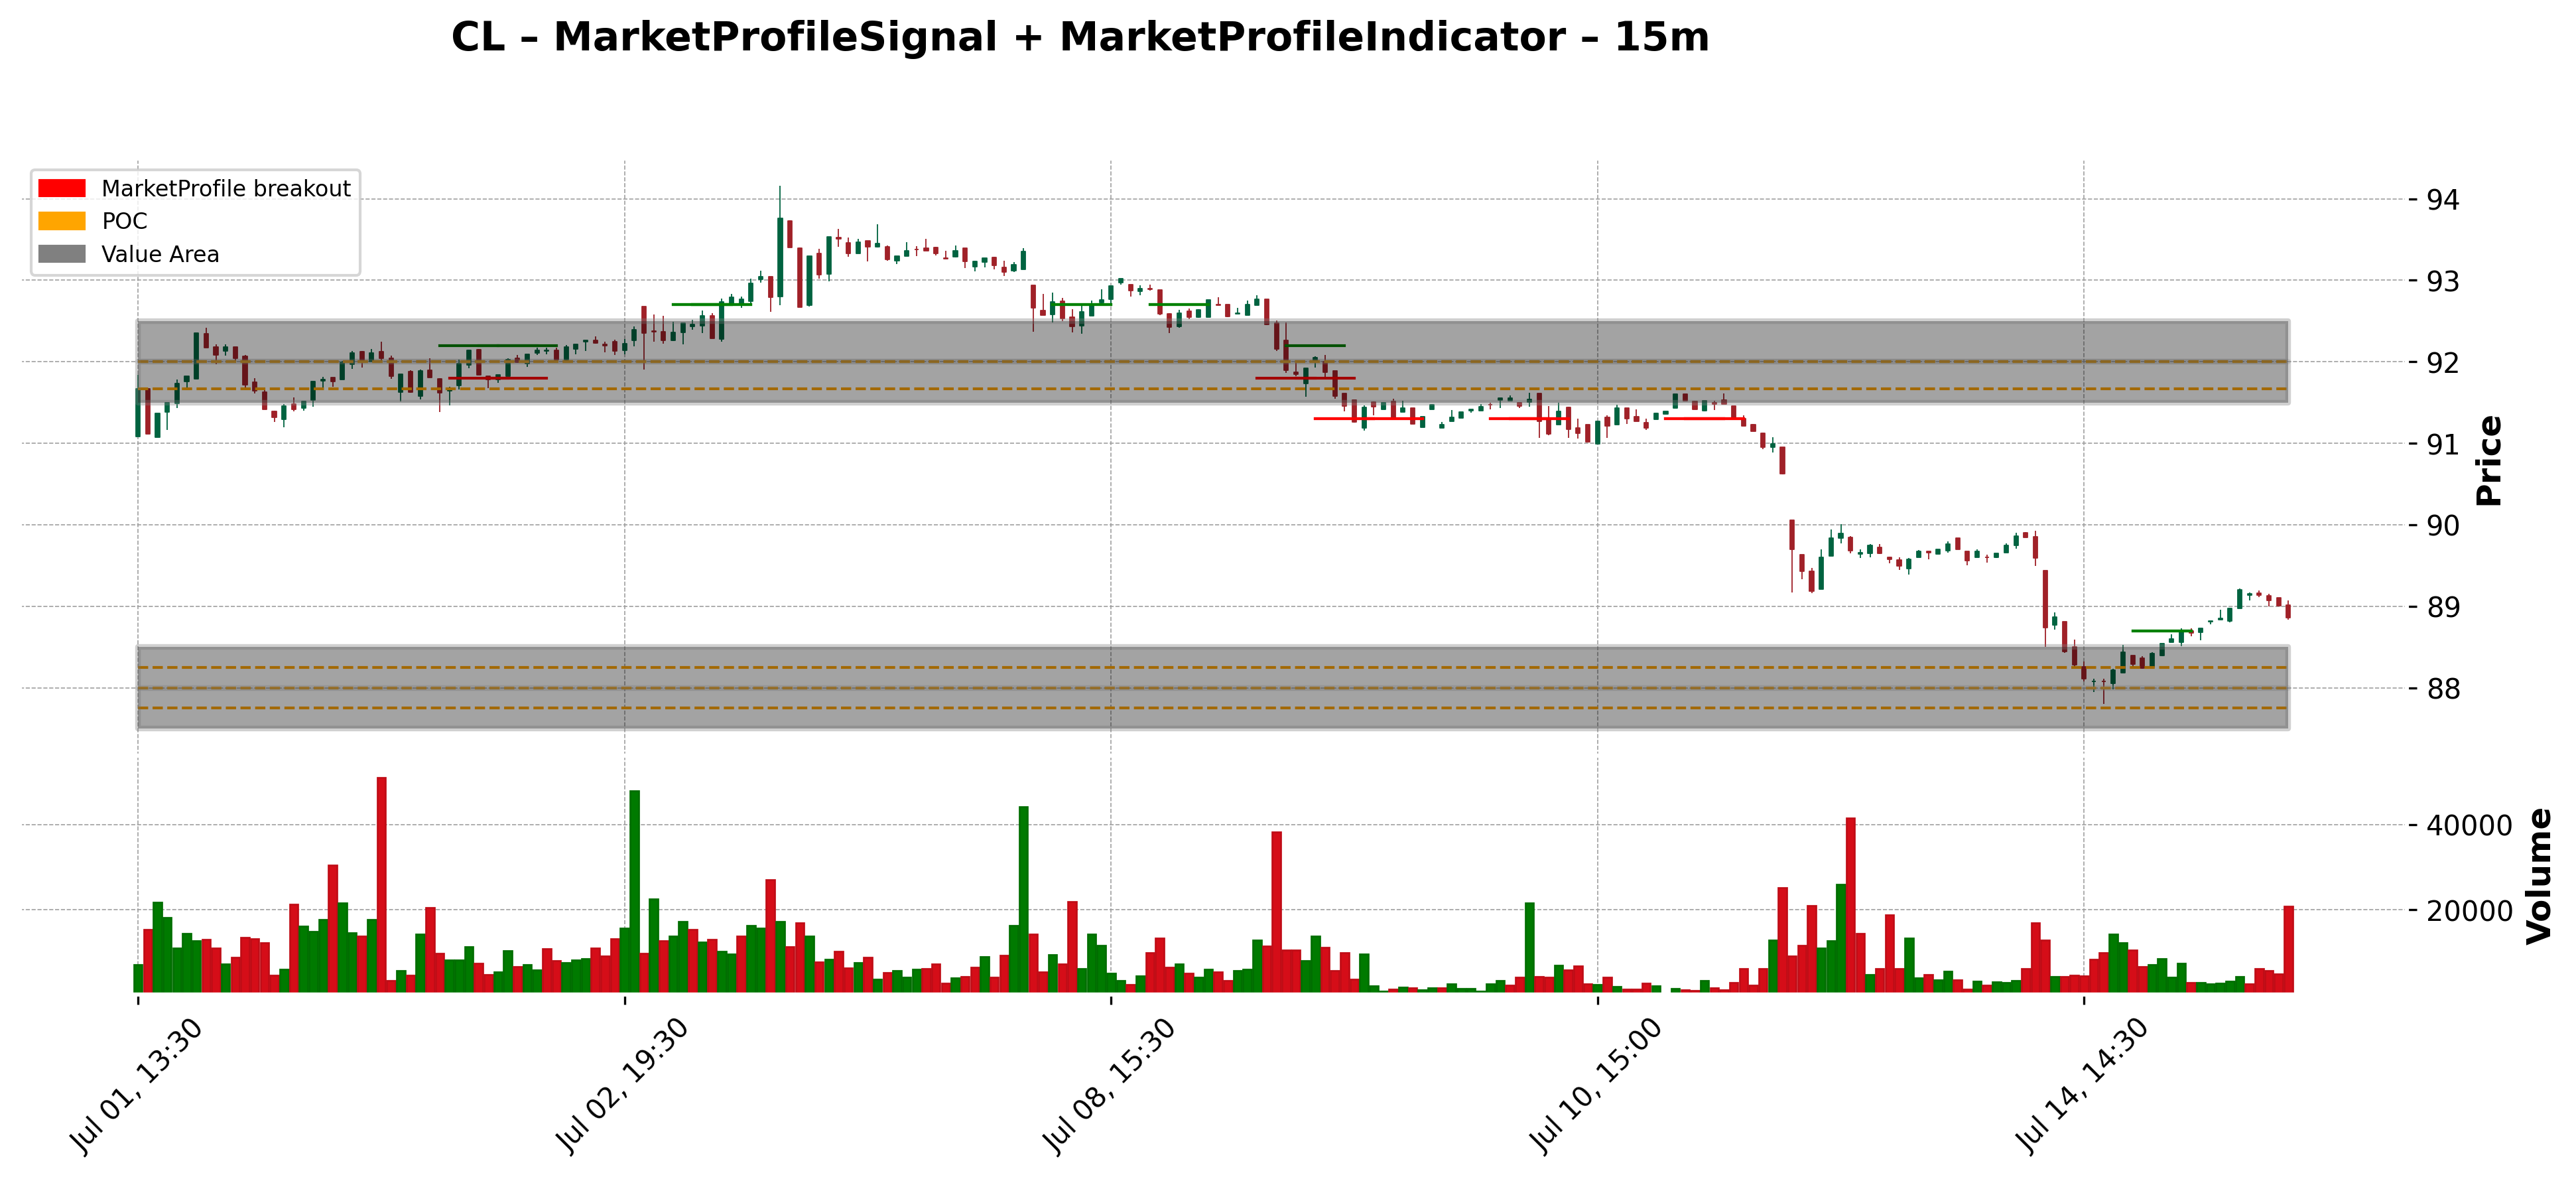 CL – MarketProfileSignal + MarketProfileIndicator – 15m
MarketProfile breakout
POC
Value Area
94
93
92
91
90
89
88
Price
40000
20000
Volume
Jul 01, 13:30
Jul 02, 19:30
Jul 08, 15:30
Jul 10, 15:00
Jul 14, 14:30